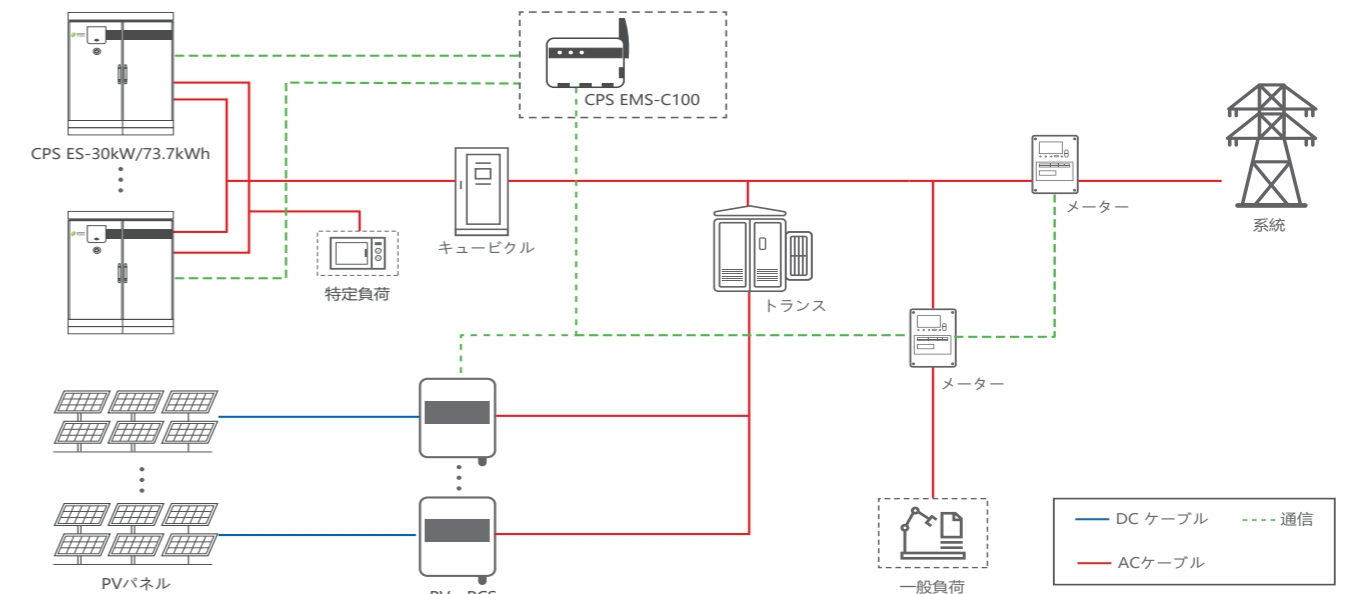 CPS EMS-C100
CPS ES-30kW/73.7kWh
メーター
系統
キュービクル
特定負荷
トランス
メーター
DC ケーブル
通信
ACケーブル
PVパネル
一般負荷